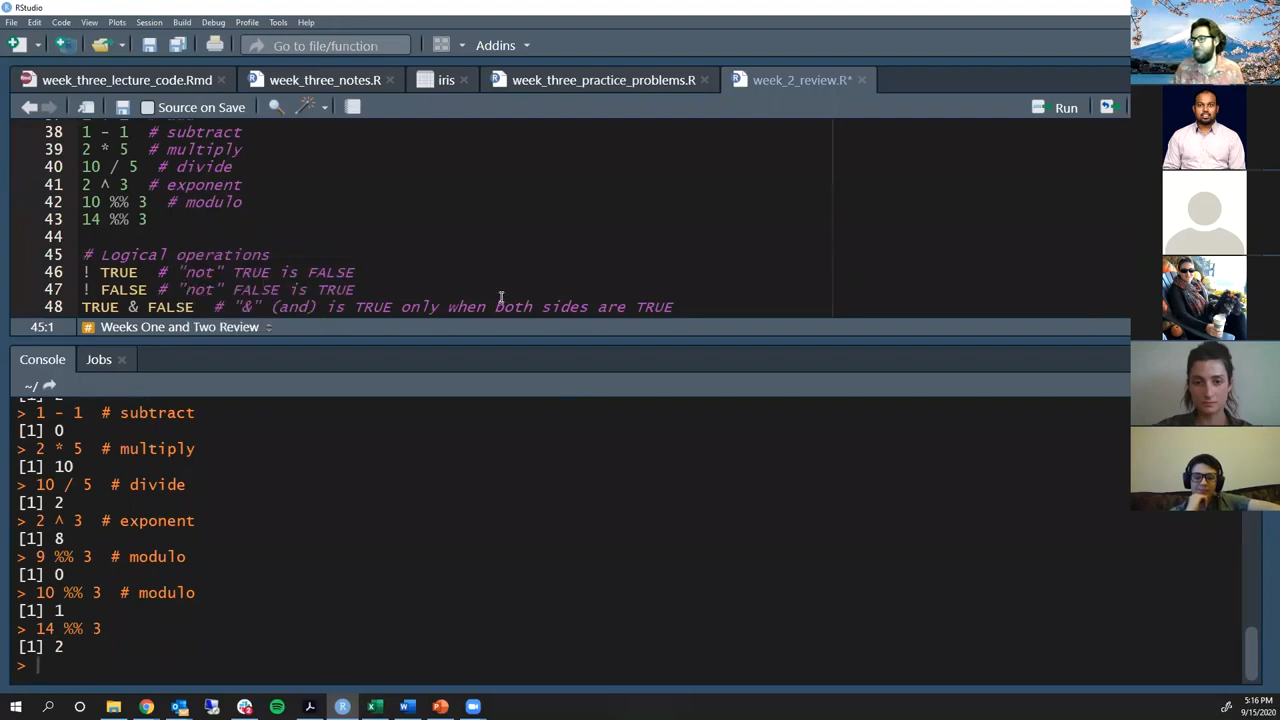 RStudio
File Edit Code View Plots Session Build Debug Profile Tools Help
Go to file/function Addins
week_three_lecture_code.Rmd week_three_notes.R iris week_three_practice_problems.R week_2_review.R*
Source on Save Run
38 1 - 1 # subtract
39 2 * 5 # multiply
40 10 / 5 # divide
41 2 ^ 3 # exponent
42 10 %% 3 # modulo
43 14 %% 3
44
45 # Logical operations
46 ! TRUE # "not" TRUE is FALSE
47 ! FALSE # "not" FALSE is TRUE
48 TRUE & FALSE # "&" (and) is TRUE only when both sides are TRUE
45:1 # Weeks One and Two Review
Console Jobs
~/
> 1 - 1 # subtract
[1] 0
> 2 * 5 # multiply
[1] 10
> 10 / 5 # divide
[1] 2
> 2 ^ 3 # exponent
[1] 8
> 9 %% 3 # modulo
[1] 0
> 10 %% 3 # modulo
[1] 1
> 14 %% 3
[1] 2
>
5:16 PM
9/15/2020